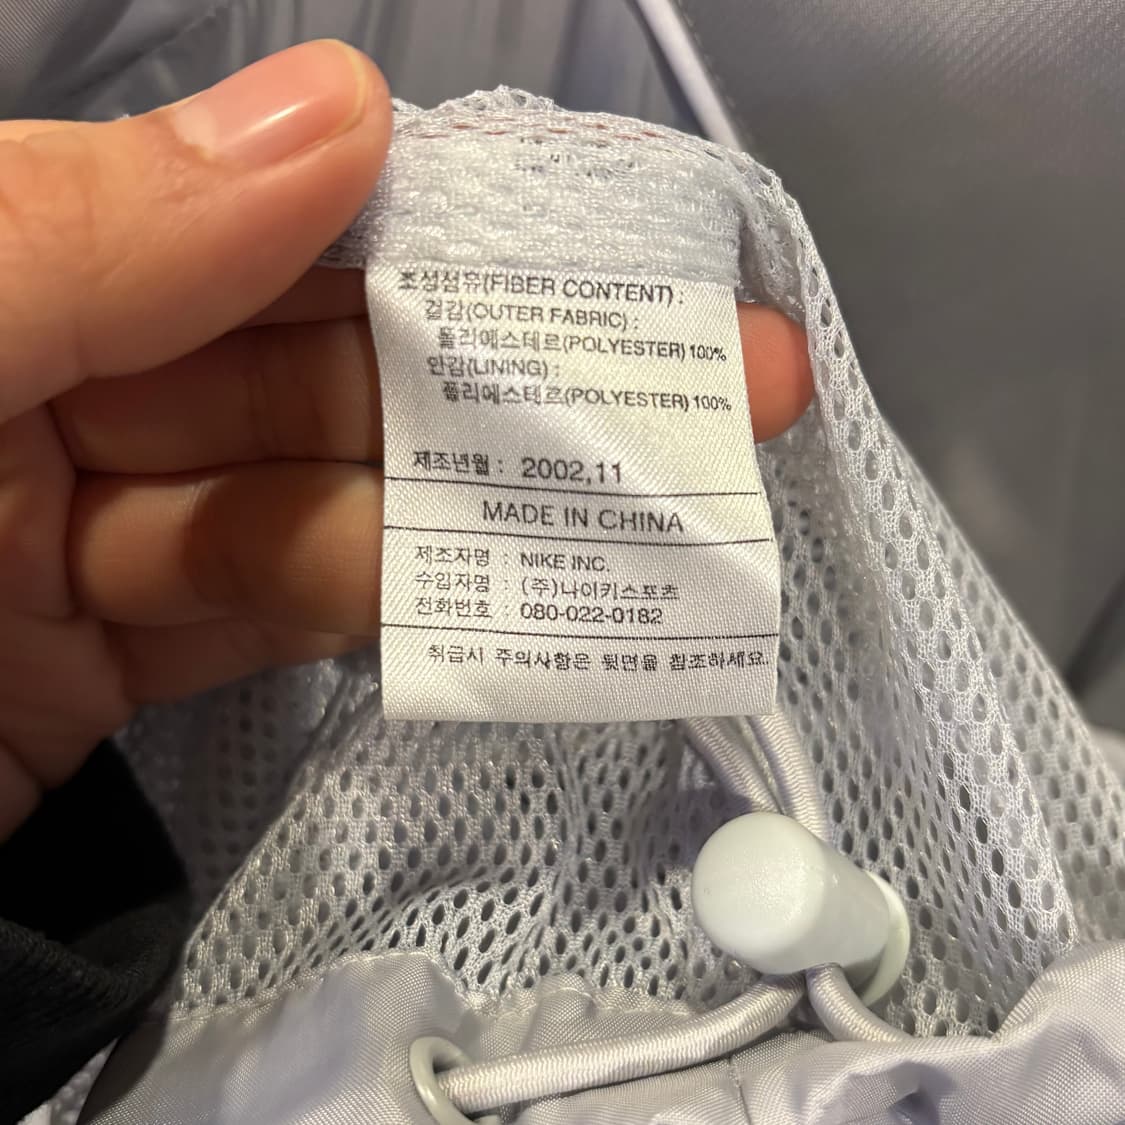 조성섬유(FIBER CONTENT) :
겉감(OUTER FABRIC) :
폴리에스테르(POLYESTER) 100%
안감(LINING) :
폴리에스테르(POLYESTER) 100%
제조년월 : 2002,11
MADE IN CHINA
제조자명 : NIKE INC.
수입자명 : (주)나이키스포츠
전화번호 : 080-022-0182
취급시 주의사항은 뒷면을 참조하세요.